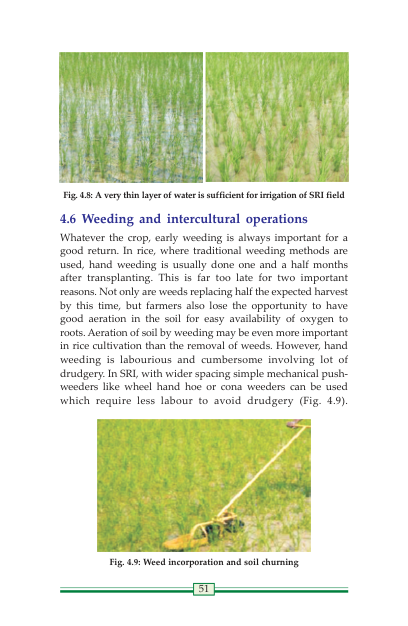 Fig. 4.8: A very thin layer of water is sufficient for irrigation of SRI field
4.6 Weeding and intercultural operations
Whatever the crop, early weeding is always important for a
good return. In rice, where traditional weeding methods are
used, hand weeding is usually done one and a half months
after transplanting. This is far too late for two important
reasons. Not only are weeds replacing half the expected harvest
by this time, but farmers also lose the opportunity to have
good aeration in the soil for easy availability of oxygen to
roots. Aeration of soil by weeding may be even more important
in rice cultivation than the removal of weeds. However, hand
weeding is labourious and cumbersome involving lot of
drudgery. In SRI, with wider spacing simple mechanical push-
weeders like wheel hand hoe or cona weeders can be used
which require less labour to avoid drudgery (Fig. 4.9).
Fig. 4.9: Weed incorporation and soil churning
51